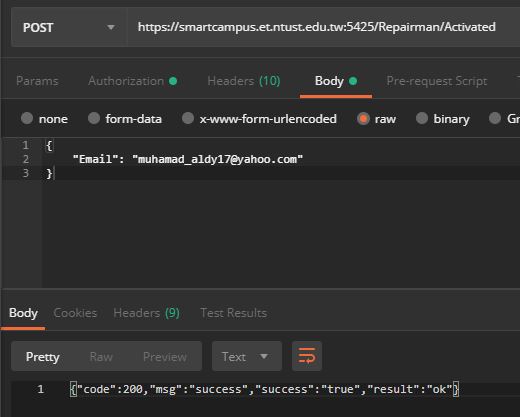 POST https://smartcampus.et.ntust.edu.tw:5425/Repairman/Activated
Params Authorization Headers (10) Body Pre-request Script
none form-data x-www-form-urlencoded raw binary
1 {
2 "Email": "muhamad_aldy17@yahoo.com"
3 }
Body Cookies Headers (9) Test Results
Pretty Raw Preview Text
1 {"code":200,"msg":"success","success":"true","result":"ok"}